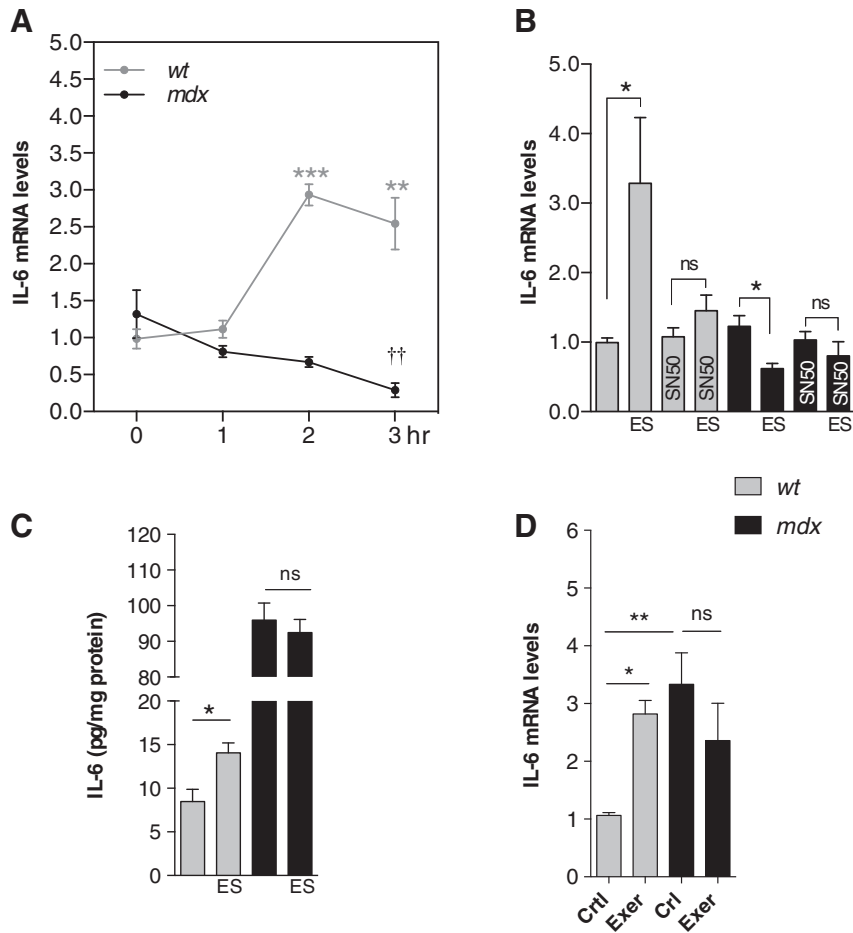 A
IL-6 mRNA levels
5.0
4.5
4.0
3.5
3.0
2.5
2.0
1.5
1.0
0.5
0.0
wt
mdx
***
**
††
0 1 2 3 hr
B
IL-6 mRNA levels
5.0
4.0
3.0
2.0
1.0
0.0
*
ns
*
ns
SN50 SN50 SN50 SN50
ES ES ES ES
wt
mdx
C
IL-6 (pg/mg protein)
120
110
100
90
80
20
15
10
5
0
ns
*
ES ES
D
IL-6 mRNA levels
6
5
4
3
2
1
0
** ns
*
Crtl Exer Crl Exer